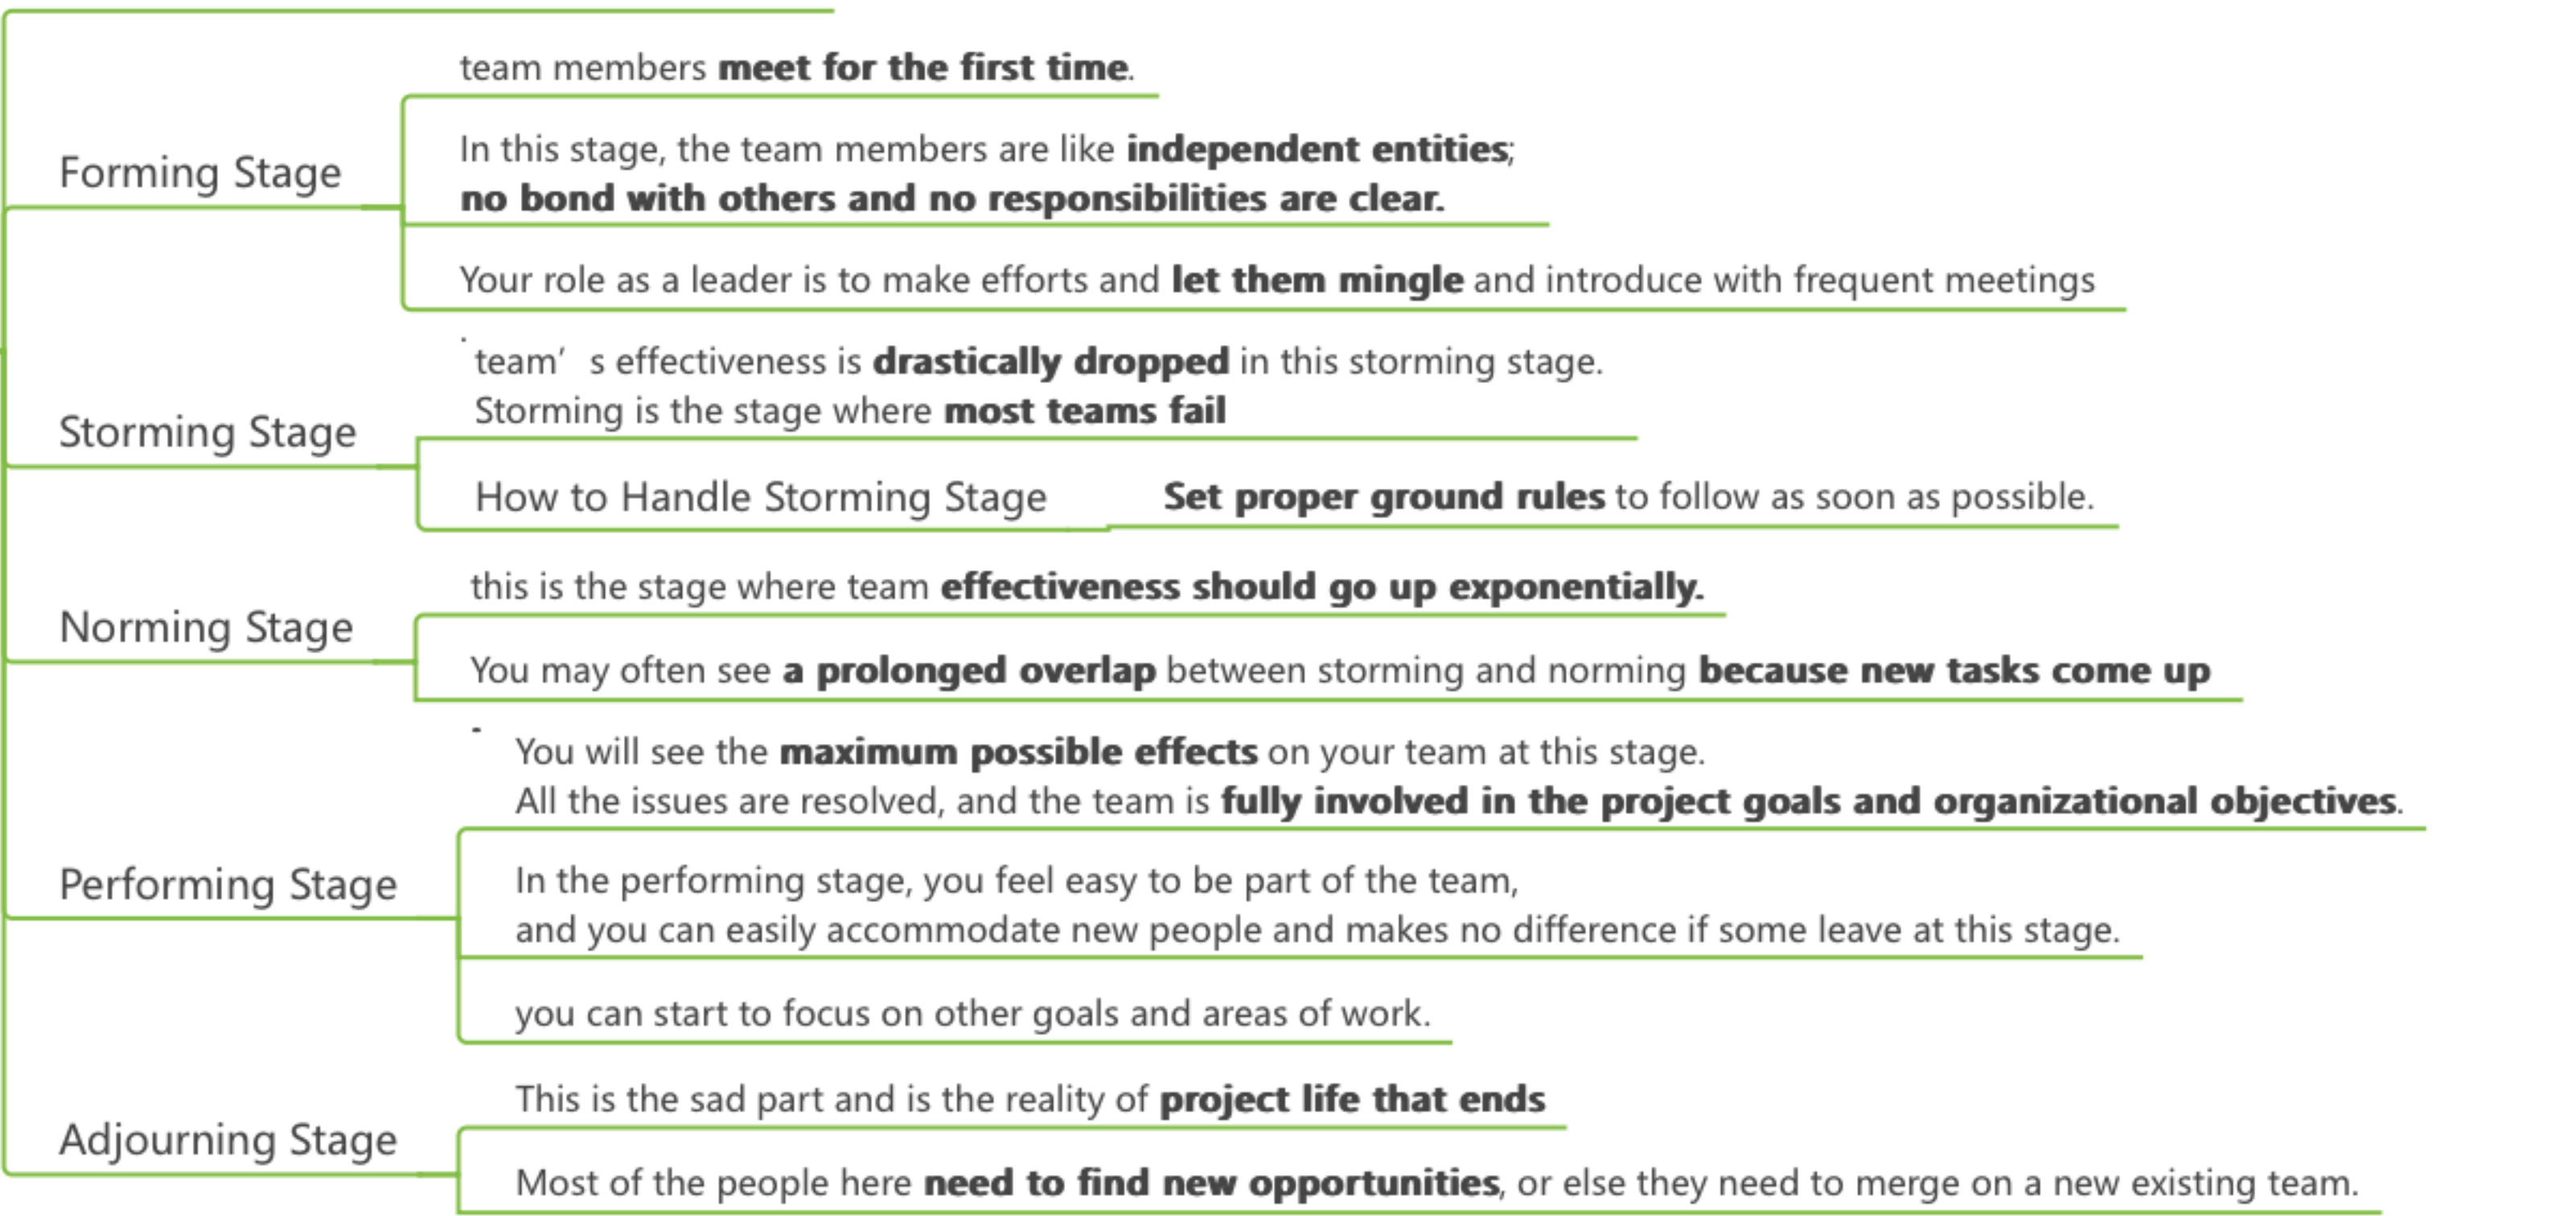 Forming Stage
team members meet for the first time.
In this stage, the team members are like independent entities;
no bond with others and no responsibilities are clear.
Your role as a leader is to make efforts and let them mingle and introduce with frequent meetings
.
Storming Stage
team’s effectiveness is drastically dropped in this storming stage.
Storming is the stage where most teams fail
How to Handle Storming Stage
Set proper ground rules to follow as soon as possible.
Norming Stage
this is the stage where team effectiveness should go up exponentially.
You may often see a prolonged overlap between storming and norming because new tasks come up
.
Performing Stage
You will see the maximum possible effects on your team at this stage.
All the issues are resolved, and the team is fully involved in the project goals and organizational objectives.
In the performing stage, you feel easy to be part of the team,
and you can easily accommodate new people and makes no difference if some leave at this stage.
you can start to focus on other goals and areas of work.
Adjourning Stage
This is the sad part and is the reality of project life that ends
Most of the people here need to find new opportunities, or else they need to merge on a new existing team.